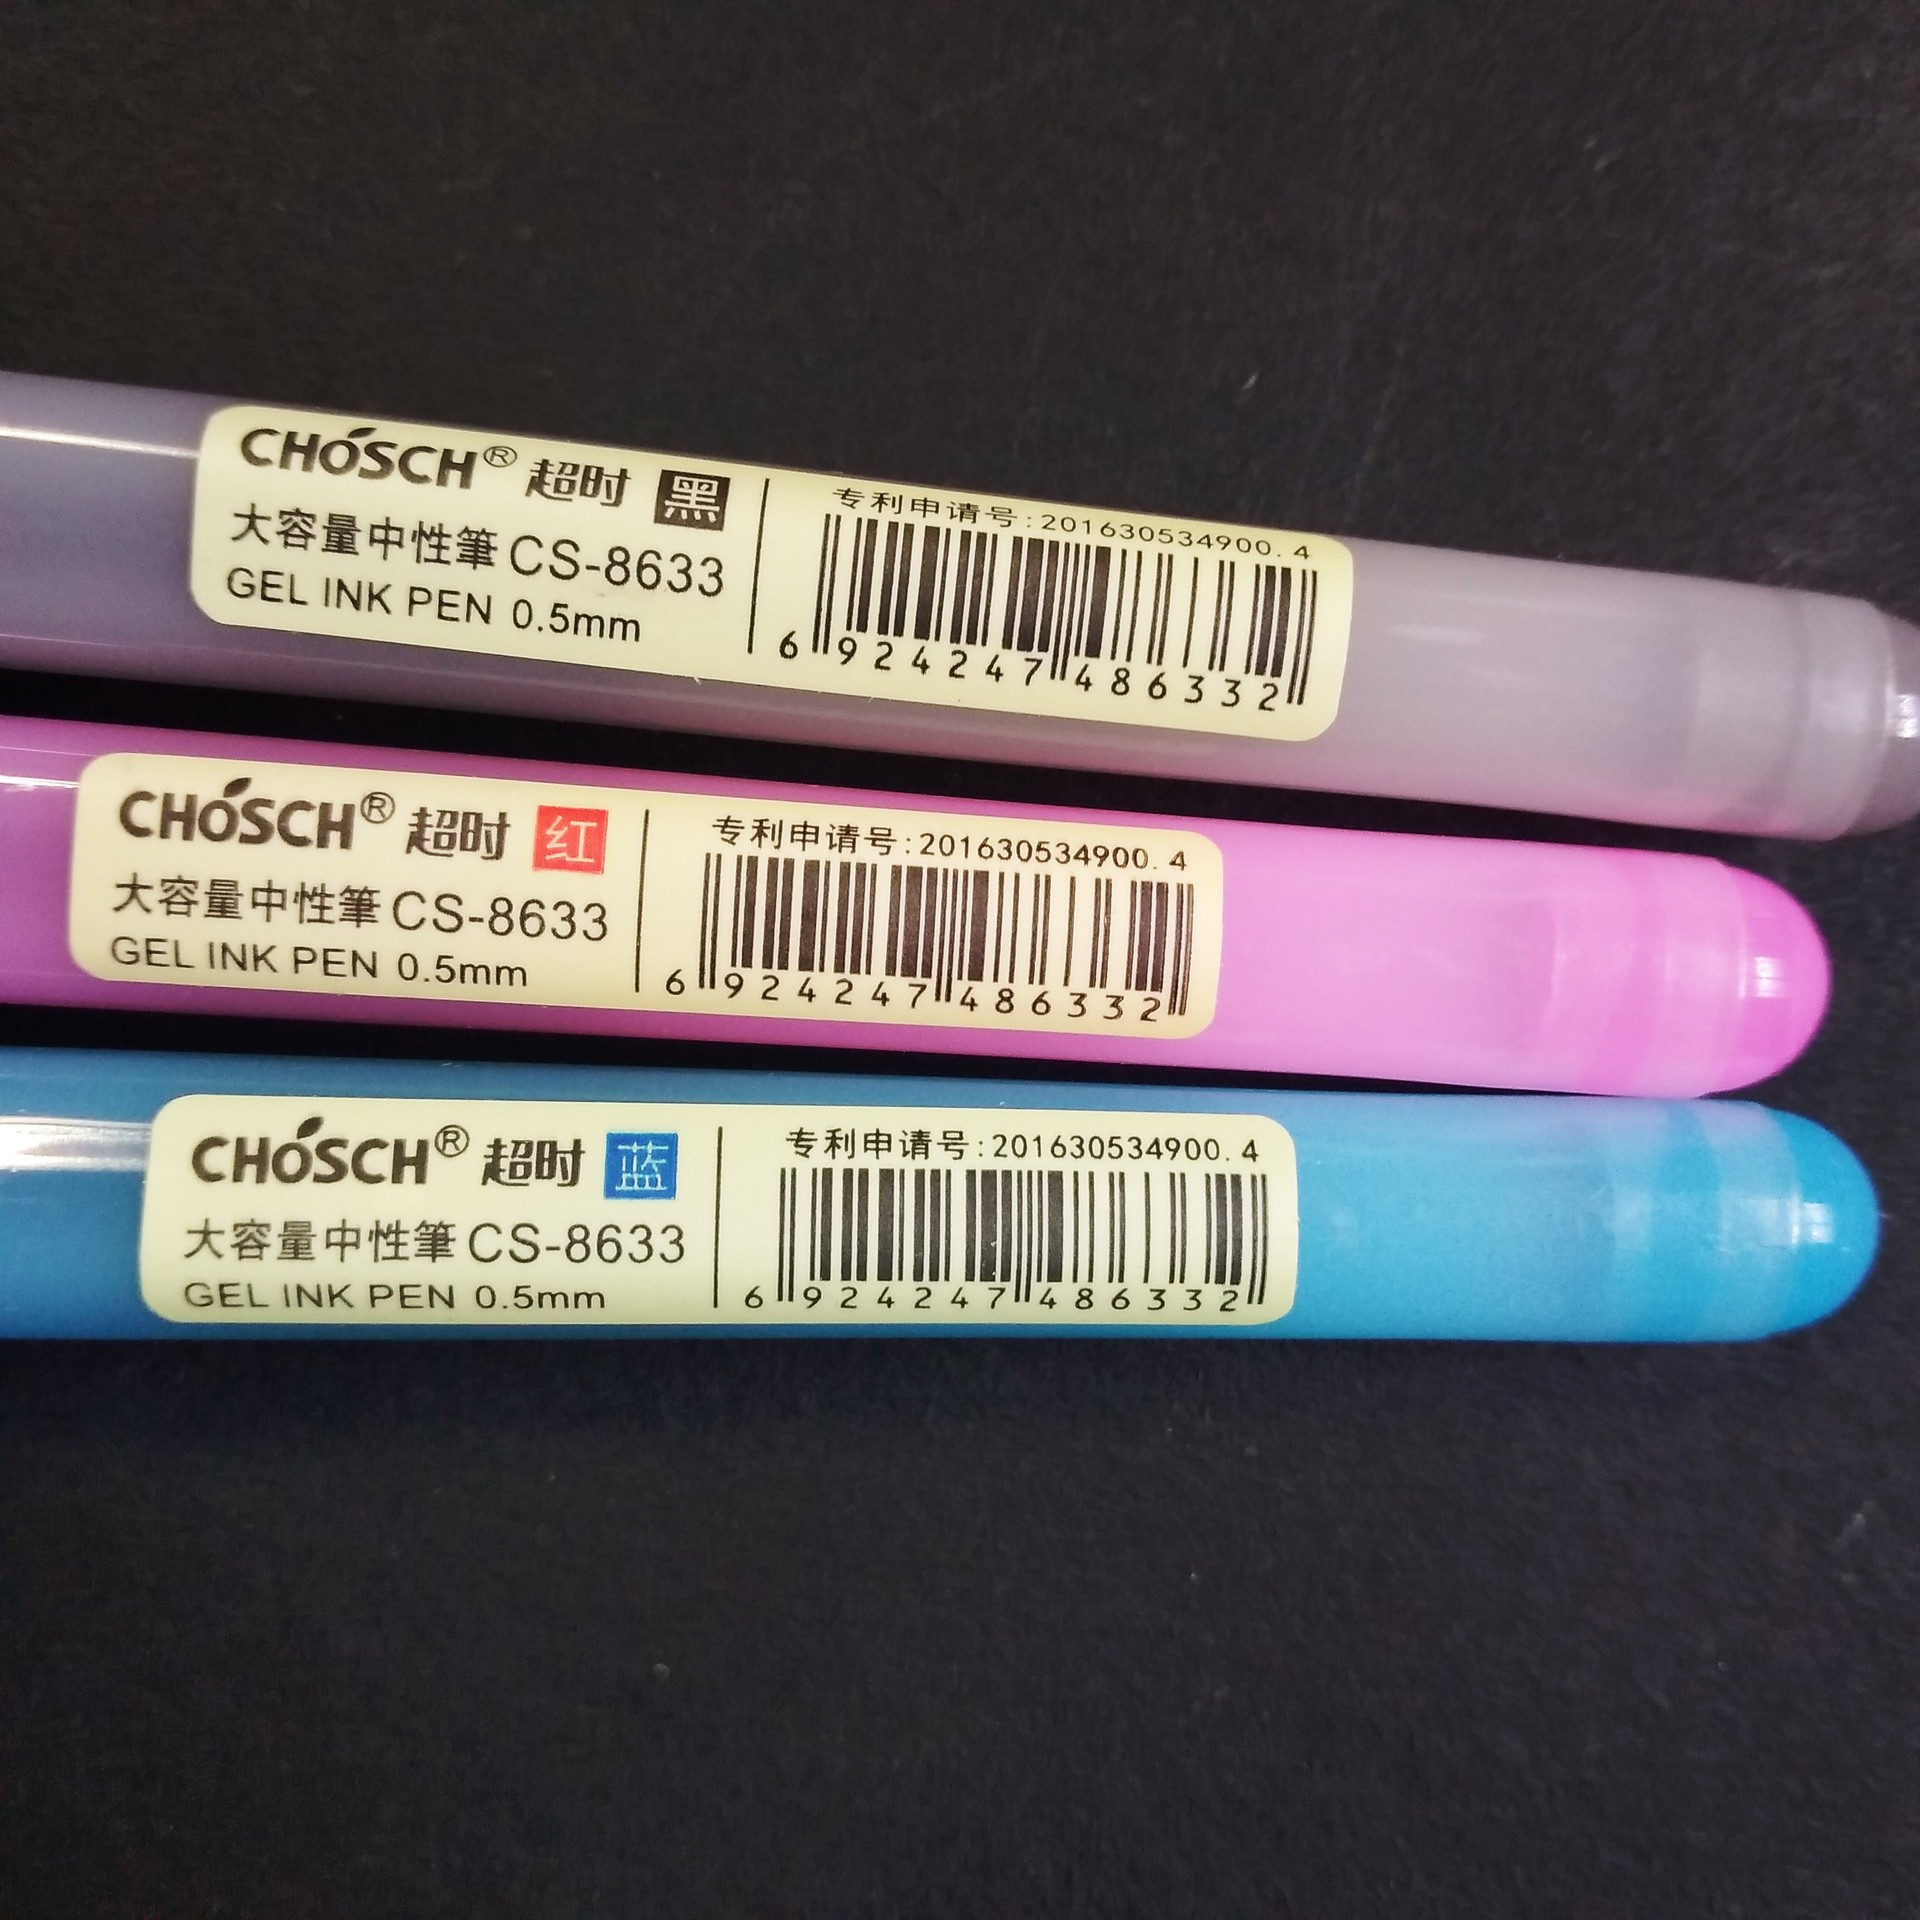 CHOSCH® 超时 黑
大容量中性筆 CS-8633
GEL INK PEN 0.5mm
专利申请号:201630534900.4
6 924247 486332
CHOSCH® 超时 红
大容量中性筆 CS-8633
GEL INK PEN 0.5mm
专利申请号:201630534900.4
6 924247 486332
CHOSCH® 超时 蓝
大容量中性筆 CS-8633
GEL INK PEN 0.5mm
专利申请号:201630534900.4
6 924247 486332